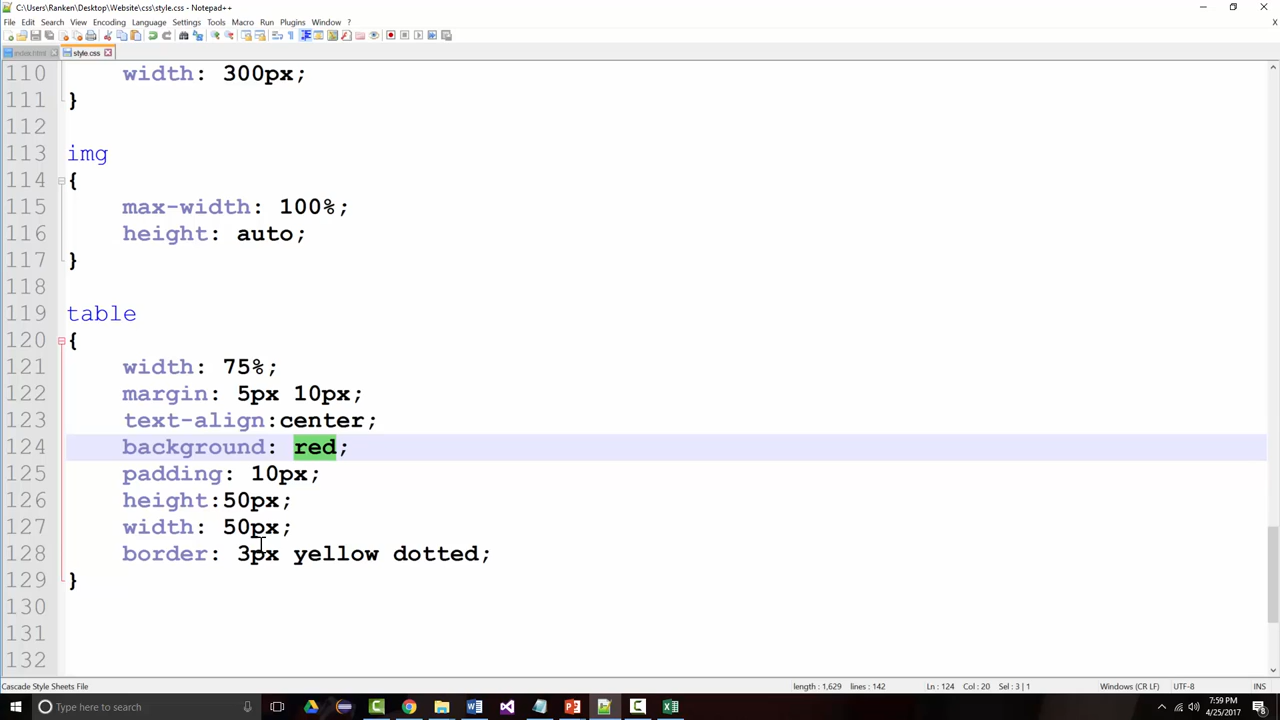 C:\Users\Ranken\Desktop\Website\css\style.css - Notepad++
File Edit Search View Encoding Language Settings Tools Macro Run Plugins Window ?
index.html style.css
110 width: 300px;
111 }
112
113 img
114 {
115 max-width: 100%;
116 height: auto;
117 }
118
119 table
120 {
121 width: 75%;
122 margin: 5px 10px;
123 text-align:center;
124 background: red;
125 padding: 10px;
126 height:50px;
127 width: 50px;
128 border: 3px yellow dotted;
129 }
130
131
132
Cascade Style Sheets File length : 1,629 lines : 142 Ln : 124 Col : 20 Sel : 3 | 1 Windows (CR LF) UTF-8 INS
Type here to search
7:59 PM
4/25/2017